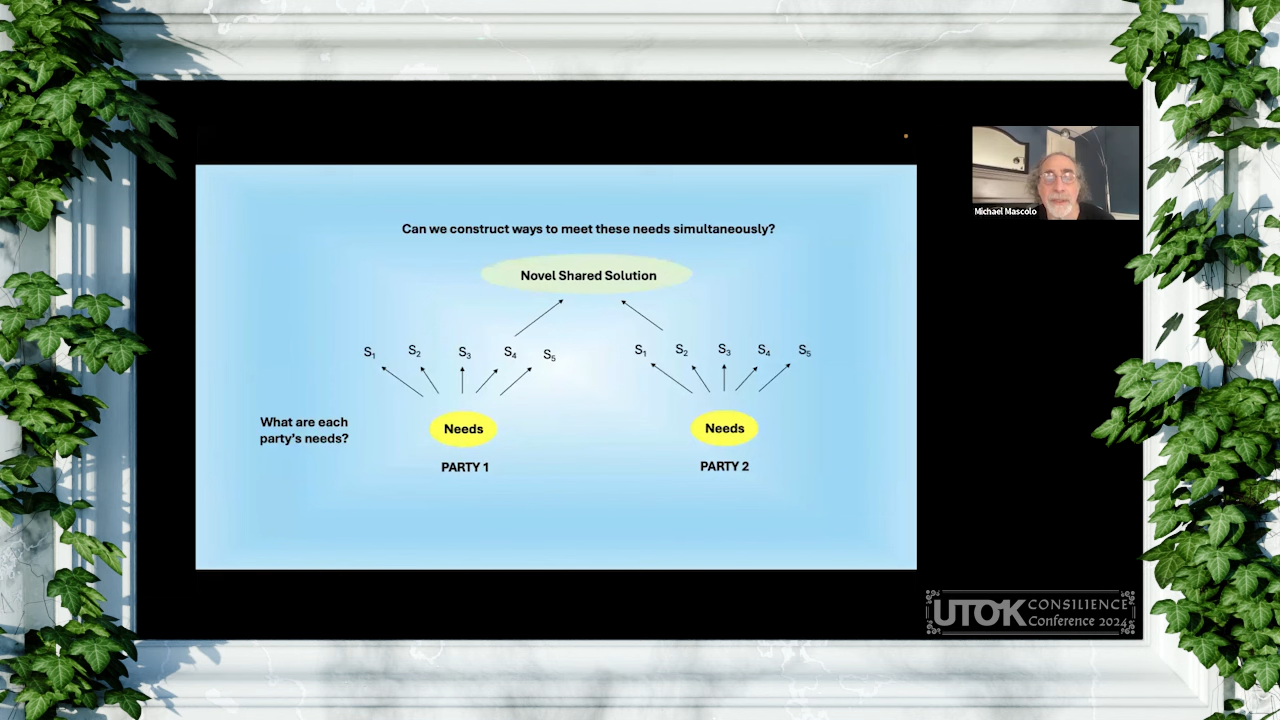 Can we construct ways to meet these needs simultaneously?
Novel Shared Solution
S₁ S₂ S₃ S₄ S₅ S₁ S₂ S₃ S₄ S₅
What are each
party's needs?
Needs Needs
PARTY 1 PARTY 2
Michael Mascolo
UTOK CONSILIENCE
Conference 2024